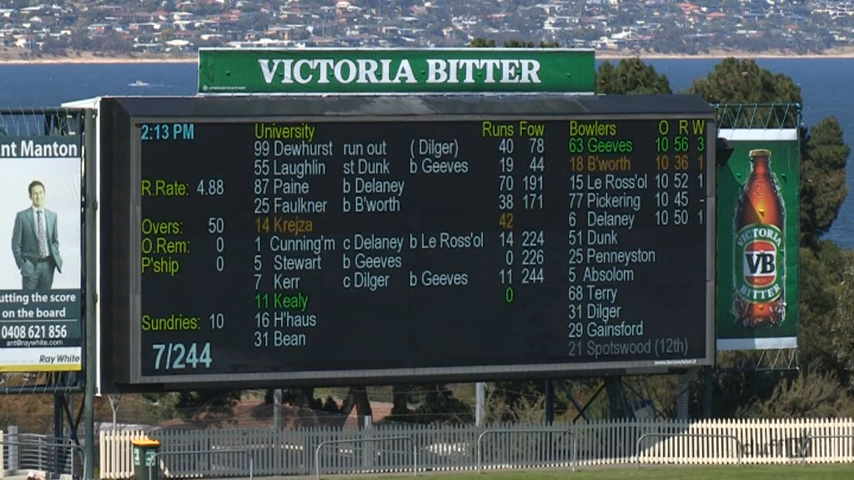 VICTORIA BITTER
2:13 PM University Runs Fow Bowlers O R W
99 Dewhurst run out ( Dilger) 40 78 63 Geeves 10 56 3
55 Laughlin st Dunk b Geeves 19 44 18 B'worth 10 36 1
R.Rate: 4.88 87 Paine b Delaney 70 191 15 Le Ross'ol 10 52 1
25 Faulkner b B'worth 38 171 77 Pickering 10 45 -
Overs: 50 14 Krejza 42 6 Delaney 10 50 1
O.Rem: 0 1 Cunning'm c Delaney b Le Ross'ol 14 224 51 Dunk
P'ship 0 5 Stewart b Geeves 0 226 25 Penneyston
7 Kerr c Dilger b Geeves 11 244 5 Absolom
11 Kealy 0 68 Terry
Sundries: 10 16 H'haus 31 Dilger
31 Bean 29 Gainsford
7/244 21 Spotswood (12th)
nt Manton
utting the score
on the board
0408 621 856
ant@raywhite.com
Ray White
VICTORIA
VB
BITTER
VICTORIA
BITTER
duffTV